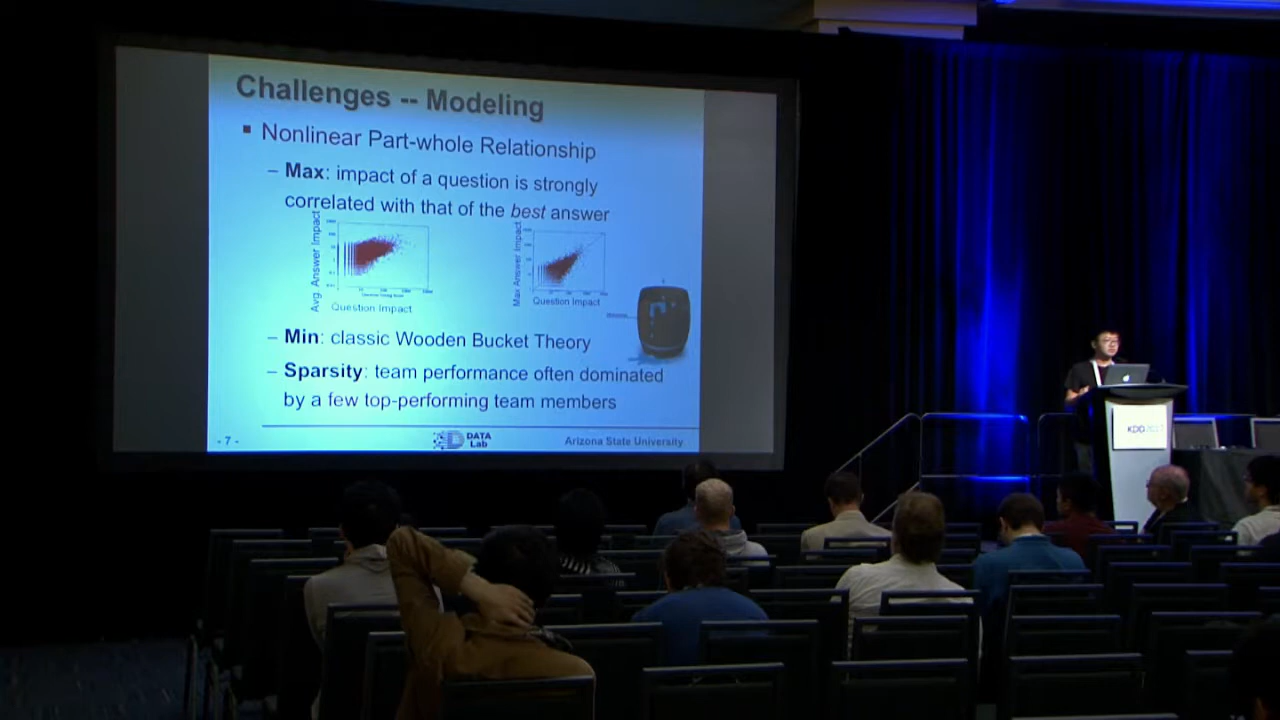 Challenges -- Modeling
▪ Nonlinear Part-whole Relationship
– Max: impact of a question is strongly
correlated with that of the best answer
Avg. Answer Impact
Question Impact
Max Answer Impact
Question Impact
– Min: classic Wooden Bucket Theory
– Sparsity: team performance often dominated
by a few top-performing team members
- 7 -
DATA
Lab
Arizona State University
KDD2017